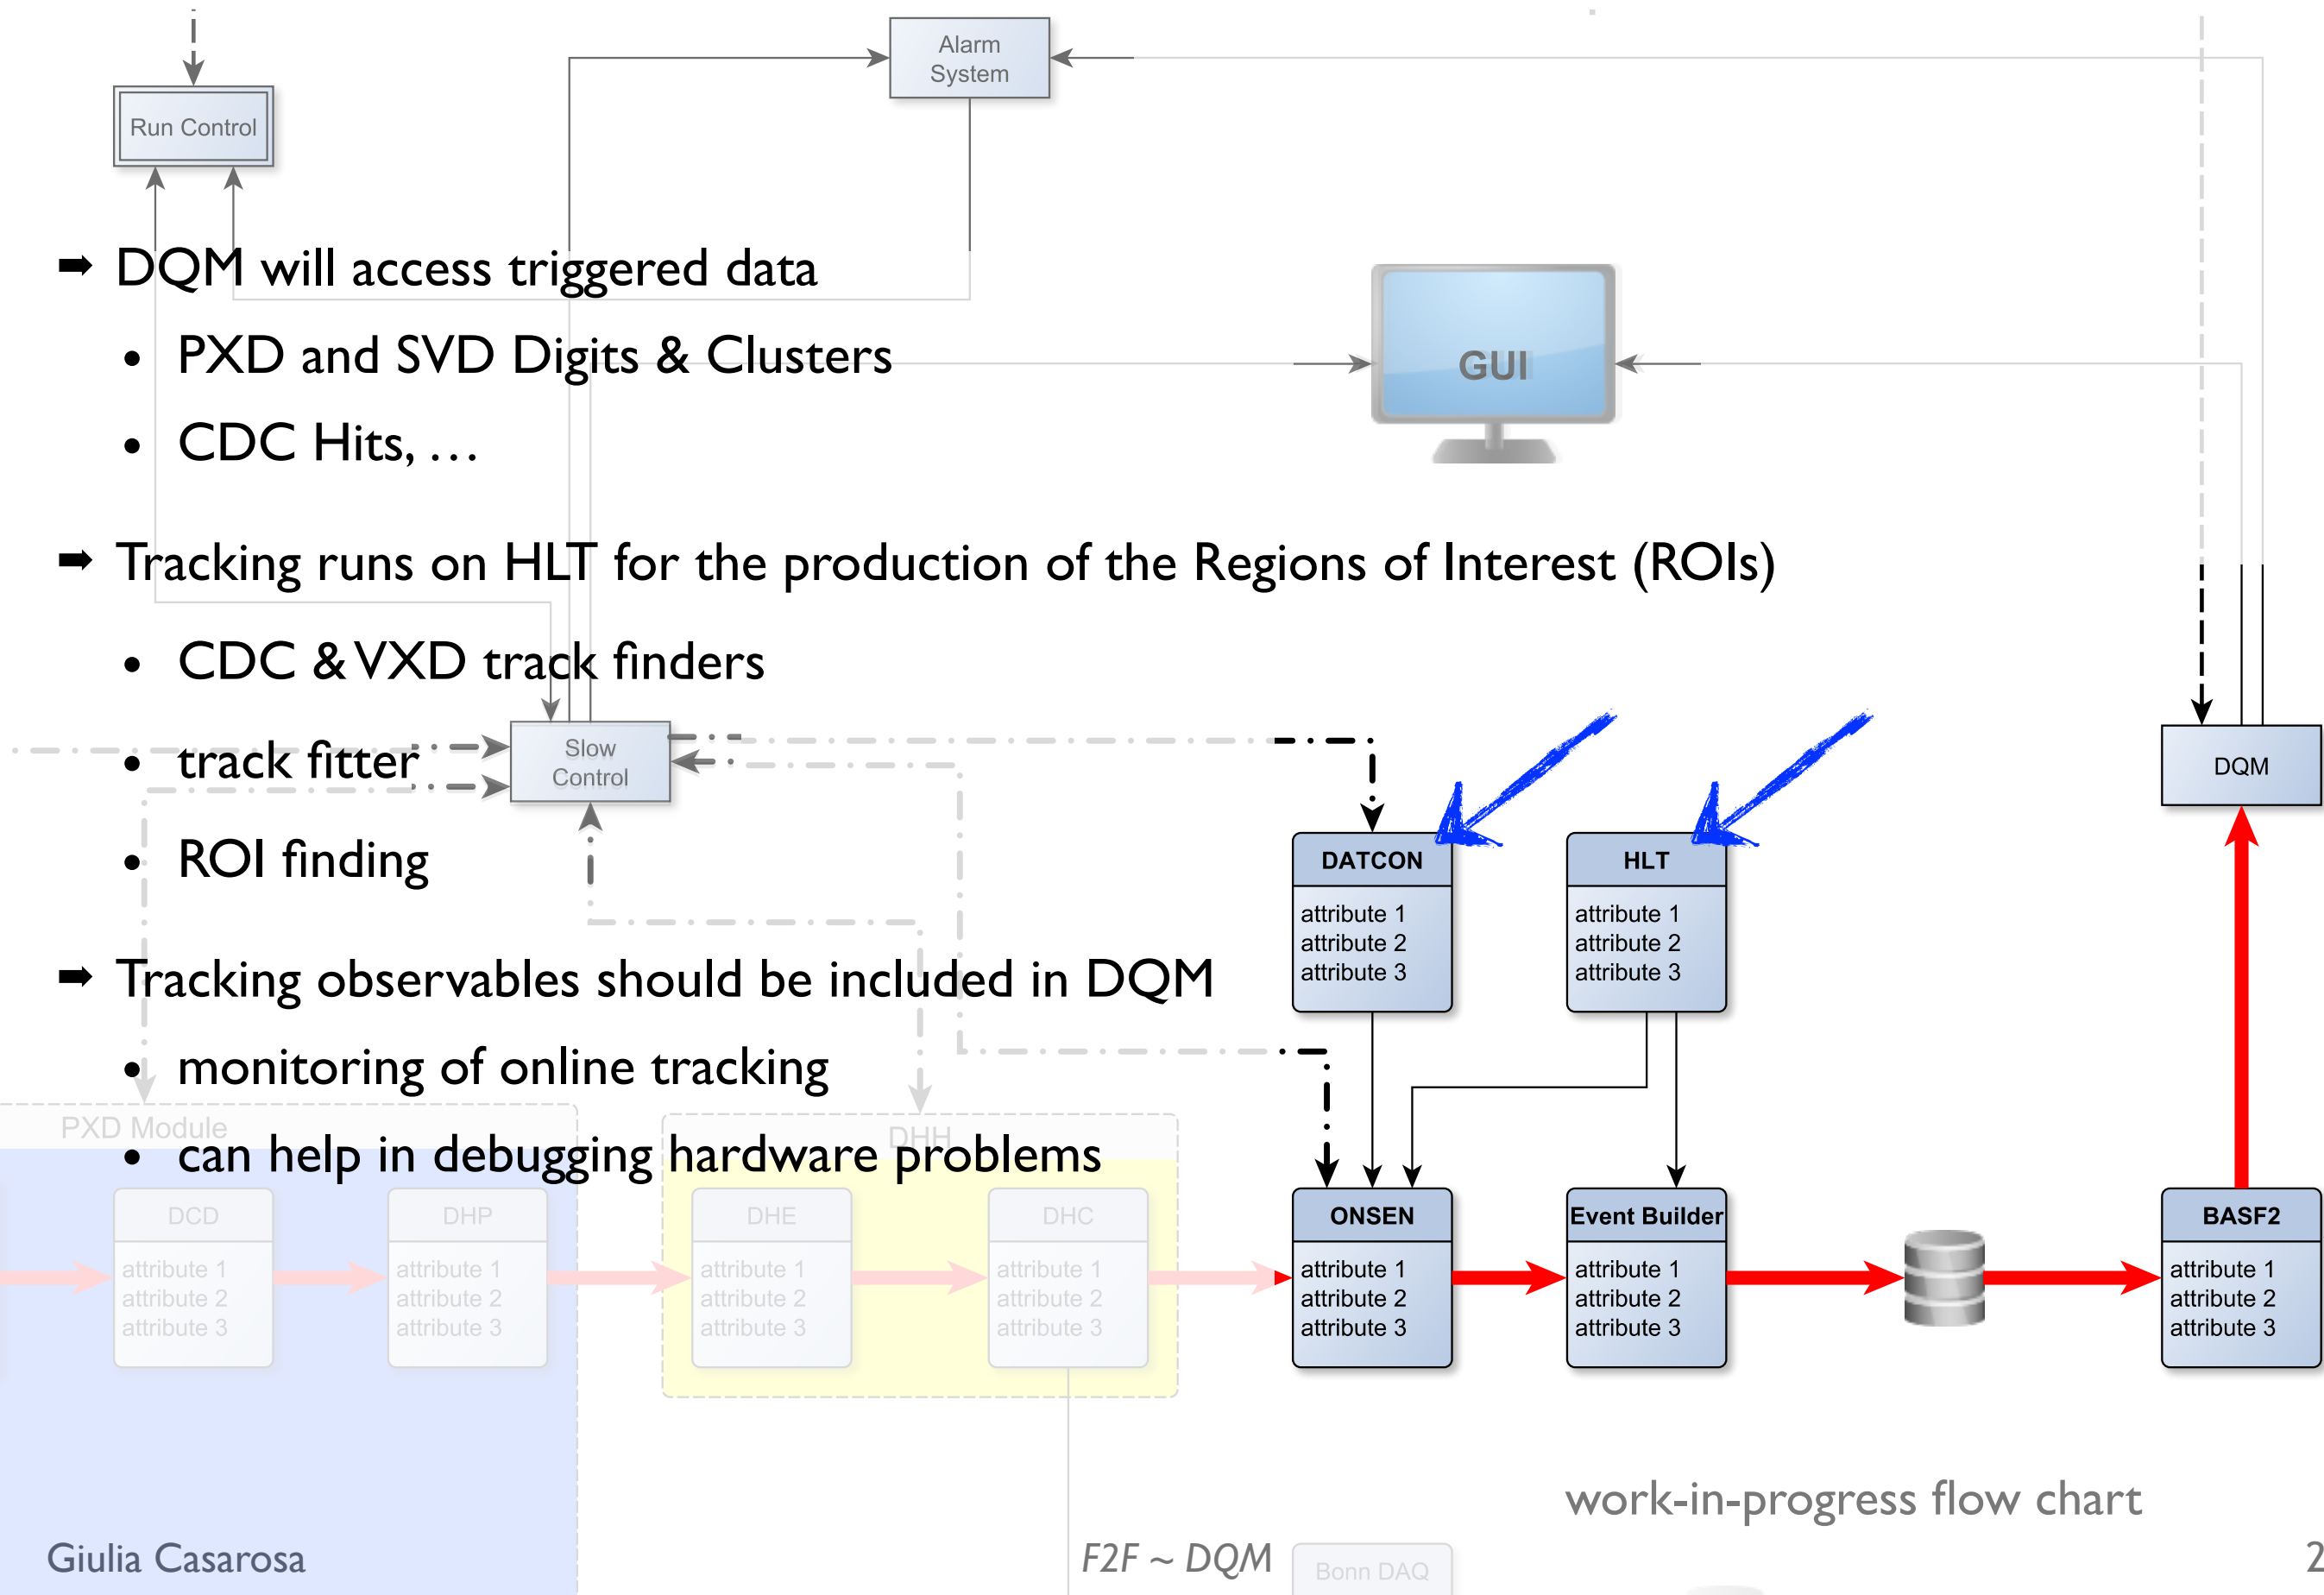 Alarm
System
Run Control
➡ DQM will access triggered data
• PXD and SVD Digits & Clusters
GUI
• CDC Hits, …
➡ Tracking runs on HLT for the production of the Regions of Interest (ROIs)
• CDC & VXD track finders
Slow
Control
• track fitter
DQM
• ROI finding
DATCON
attribute 1
attribute 2
attribute 3
HLT
attribute 1
attribute 2
attribute 3
➡ Tracking observables should be included in DQM
• monitoring of online tracking
PXD Module
DHH
• can help in debugging hardware problems
DCD
attribute 1
attribute 2
attribute 3
DHP
attribute 1
attribute 2
attribute 3
DHE
attribute 1
attribute 2
attribute 3
DHC
attribute 1
attribute 2
attribute 3
ONSEN
attribute 1
attribute 2
attribute 3
Event Builder
attribute 1
attribute 2
attribute 3
BASF2
attribute 1
attribute 2
attribute 3
work-in-progress flow chart
Giulia Casarosa
F2F ~ DQM
Bonn DAQ
2